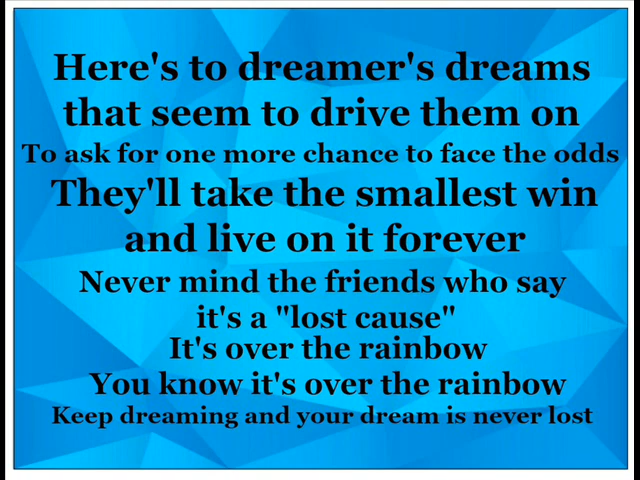 Here's to dreamer's dreams
that seem to drive them on
To ask for one more chance to face the odds
They'll take the smallest win
and live on it forever
Never mind the friends who say
it's a "lost cause"
It's over the rainbow
You know it's over the rainbow
Keep dreaming and your dream is never lost